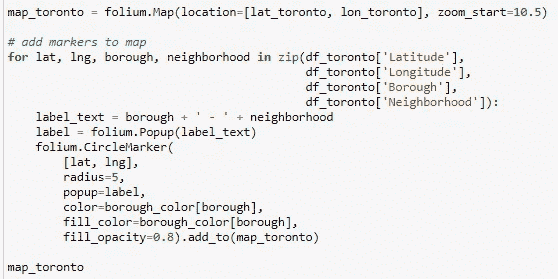 map_toronto = folium.Map(location=[lat_toronto, lon_toronto], zoom_start=10.5)
# add markers to map
for lat, lng, borough, neighborhood in zip(df_toronto['Latitude'],
df_toronto['Longitude'],
df_toronto['Borough'],
df_toronto['Neighborhood']):
label_text = borough + ' - ' + neighborhood
label = folium.Popup(label_text)
folium.CircleMarker(
[lat, lng],
radius=5,
popup=label,
color=borough_color[borough],
fill_color=borough_color[borough],
fill_opacity=0.8).add_to(map_toronto)
map_toronto